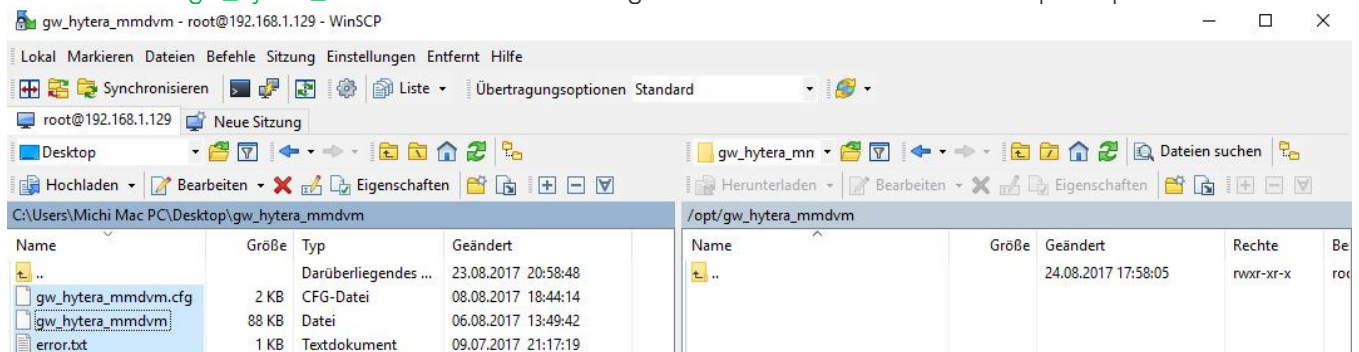 gw_hytera_mmdvm - root@192.168.1.129 - WinSCP
Lokal Markieren Dateien Befehle Sitzung Einstellungen Entfernt Hilfe
Synchronisieren Liste Übertragungsoptionen Standard
root@192.168.1.129 Neue Sitzung
Desktop gw_hytera_mn Dateien suchen
Hochladen Bearbeiten Eigenschaften Herunterladen Bearbeiten Eigenschaften
C:\Users\Michi Mac PC\Desktop\gw_hytera_mmdvm /opt/gw_hytera_mmdvm
Name Größe Typ Geändert Name Größe Geändert Rechte Be
.. Darüberliegendes ... 23.08.2017 20:58:48 .. 24.08.2017 17:58:05 rwxr-xr-x roo
gw_hytera_mmdvm.cfg 2 KB CFG-Datei 08.08.2017 18:44:14
gw_hytera_mmdvm 88 KB Datei 06.08.2017 13:49:42
error.txt 1 KB Textdokument 09.07.2017 21:17:19